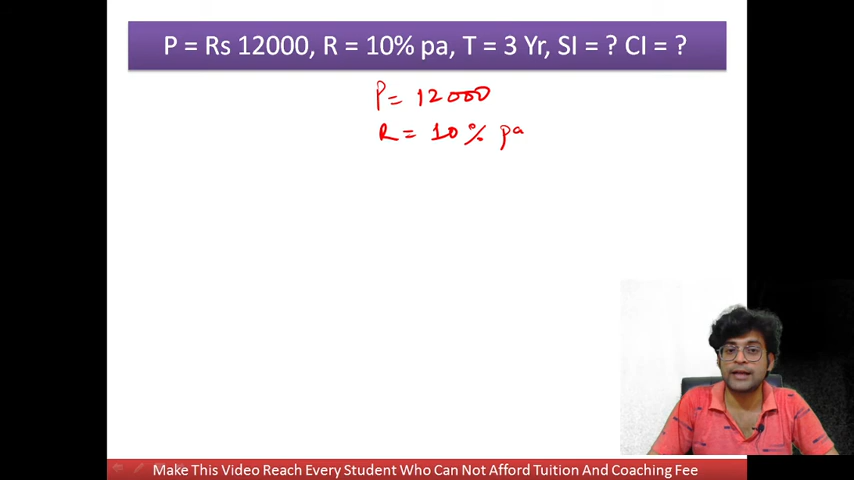 P = Rs 12000, R = 10% pa, T = 3 Yr, SI = ? CI = ?
P = 12000
R = 10% pa
Make This Video Reach Every Student Who Can Not Afford Tuition And Coaching Fee